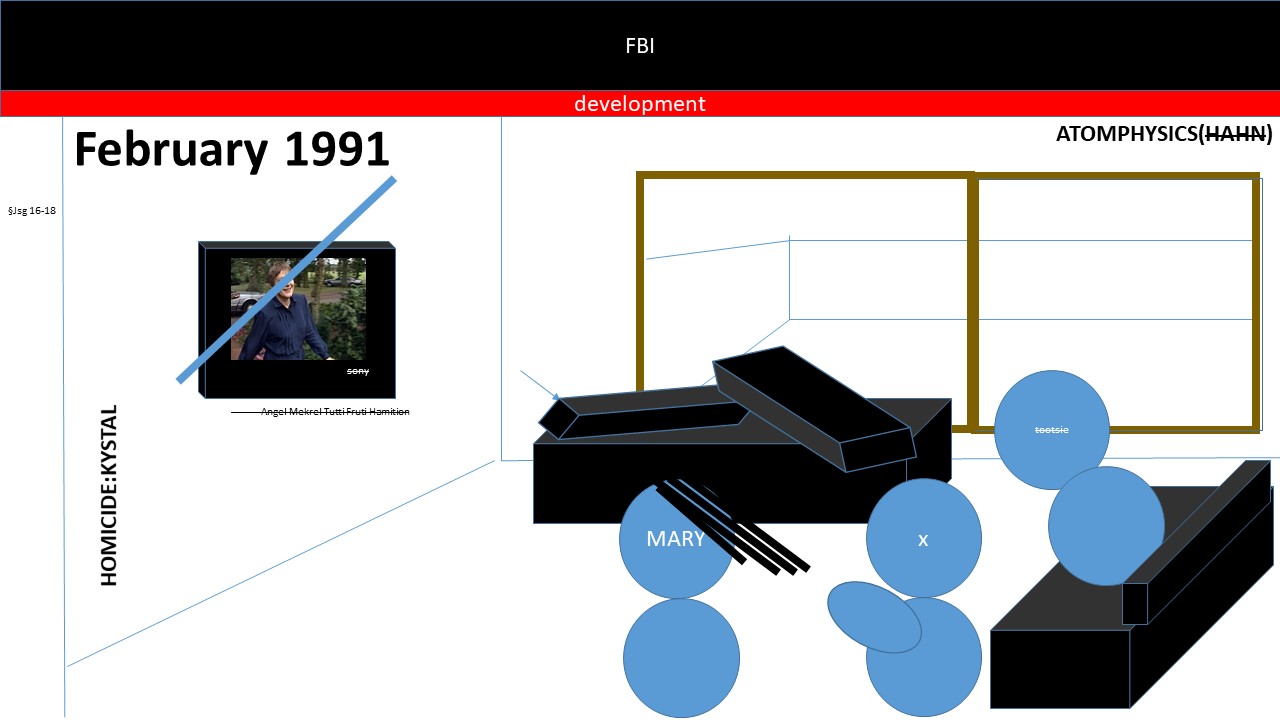 FBI
development
February 1991
ATOMPHYSICS(HAHN)
§Jsg 16-18
sony
Angel Mekrel Tutti Fruti Hamition
HOMICIDE:KYSTAL
tootsie
MARY
x